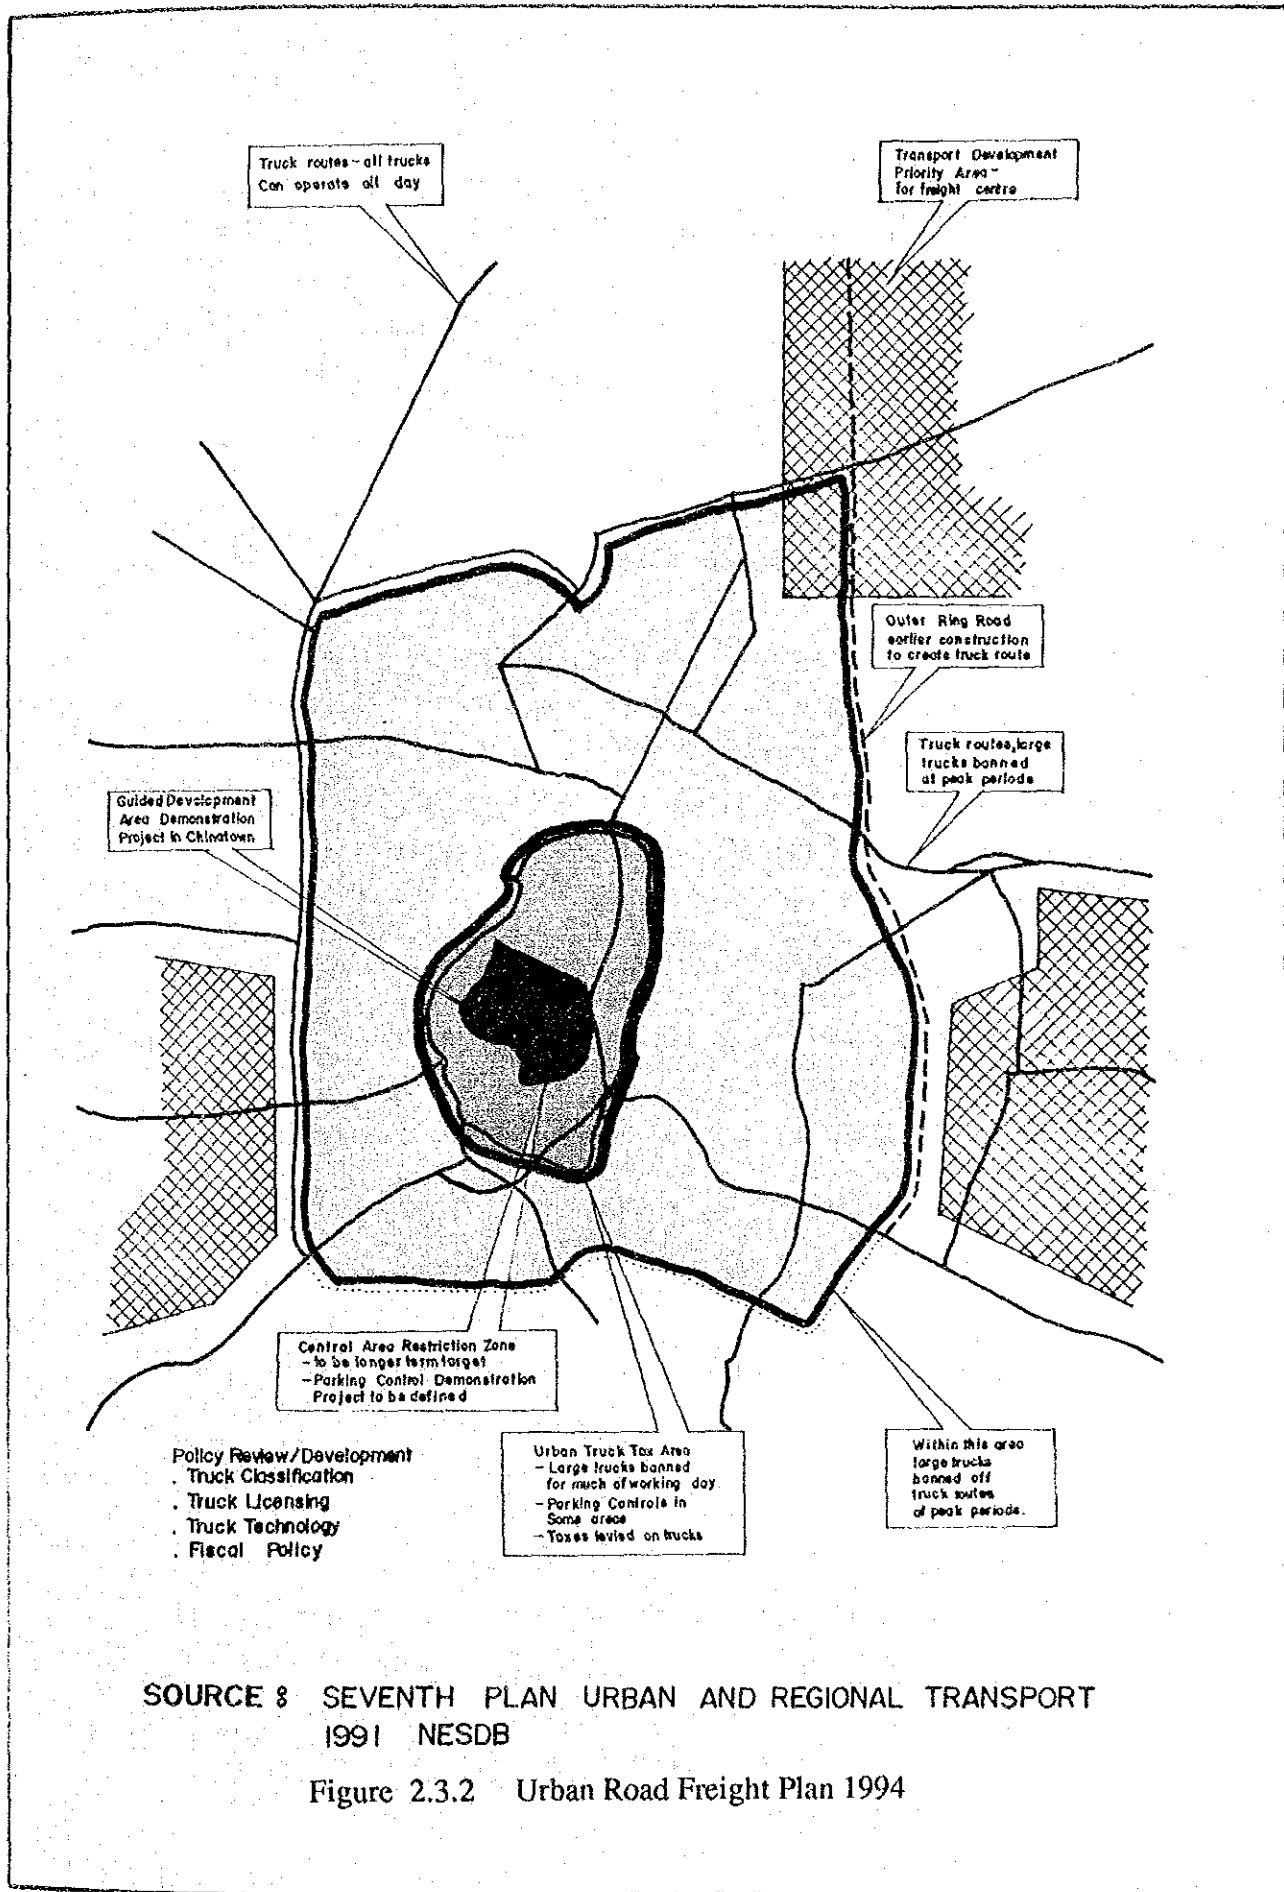 Truck routes - all trucks
Can operate all day
Transport Development
Priority Area -
for freight centre
Outer Ring Road
earlier construction
to create truck route
Truck routes, large
trucks banned
at peak periods
Guided Development
Area Demonstration
Project in Chinatown
Central Area Restriction Zone
- to be longer term target
- Parking Control Demonstration
Project to be defined
Urban Truck Tax Area
- Large trucks banned
for much of working day
- Parking Controls in
Some areas
- Taxes levied on trucks
Within this area
large trucks
banned off
truck routes
at peak periods.
Policy Review/Development
. Truck Classification
. Truck Licensing
. Truck Technology
. Fiscal Policy
SOURCE : SEVENTH PLAN URBAN AND REGIONAL TRANSPORT
1991 NESDB
Figure 2.3.2 Urban Road Freight Plan 1994